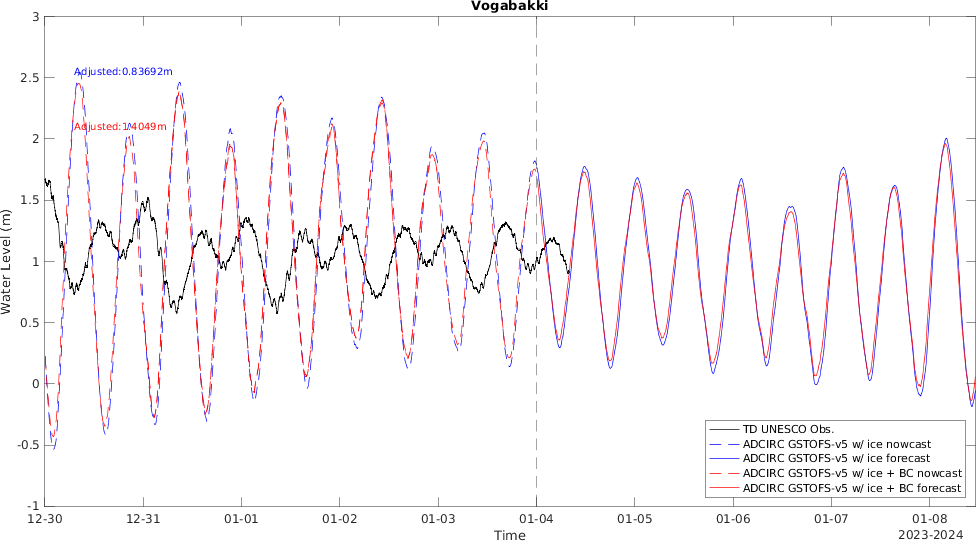 Vogabakki
3
2.5
2
1.5
1
0.5
0
-0.5
-1
Water Level (m)
Adjusted:0.83692m
Adjusted:1.4049m
TD UNESCO Obs.
ADCIRC GSTOFS-v5 w/ ice nowcast
ADCIRC GSTOFS-v5 w/ ice forecast
ADCIRC GSTOFS-v5 w/ ice + BC nowcast
ADCIRC GSTOFS-v5 w/ ice + BC forecast
12-30 12-31 01-01 01-02 01-03 01-04 01-05 01-06 01-07 01-08
2023-2024
Time